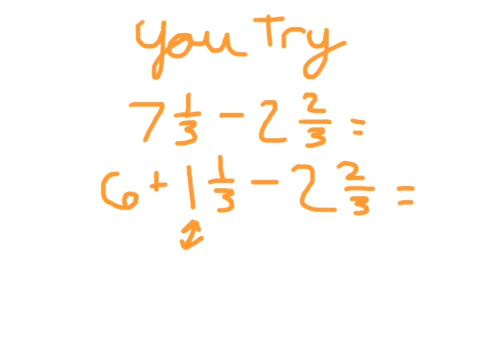 you Try
7 1/3 - 2 2/3 =
6 + 1 1/3 - 2 2/3 =